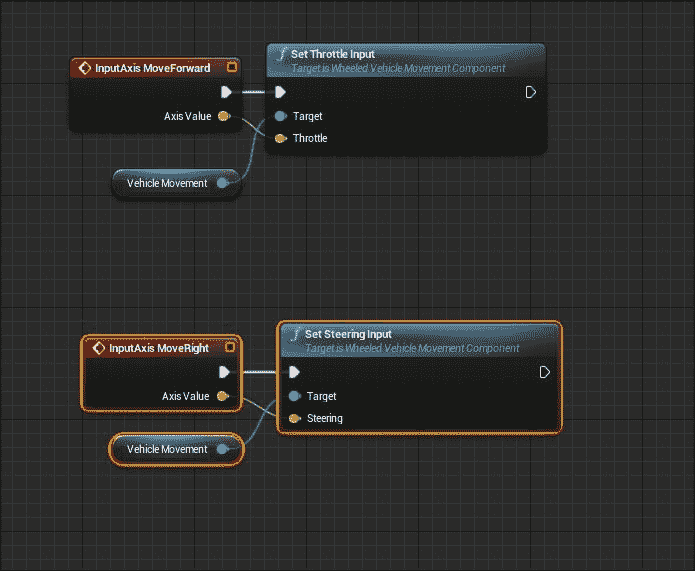 InputAxis MoveForward
Axis Value
Set Throttle Input
Target is Wheeled Vehicle Movement Component
Target
Throttle
Vehicle Movement
InputAxis MoveRight
Axis Value
Set Steering Input
Target is Wheeled Vehicle Movement Component
Target
Steering
Vehicle Movement